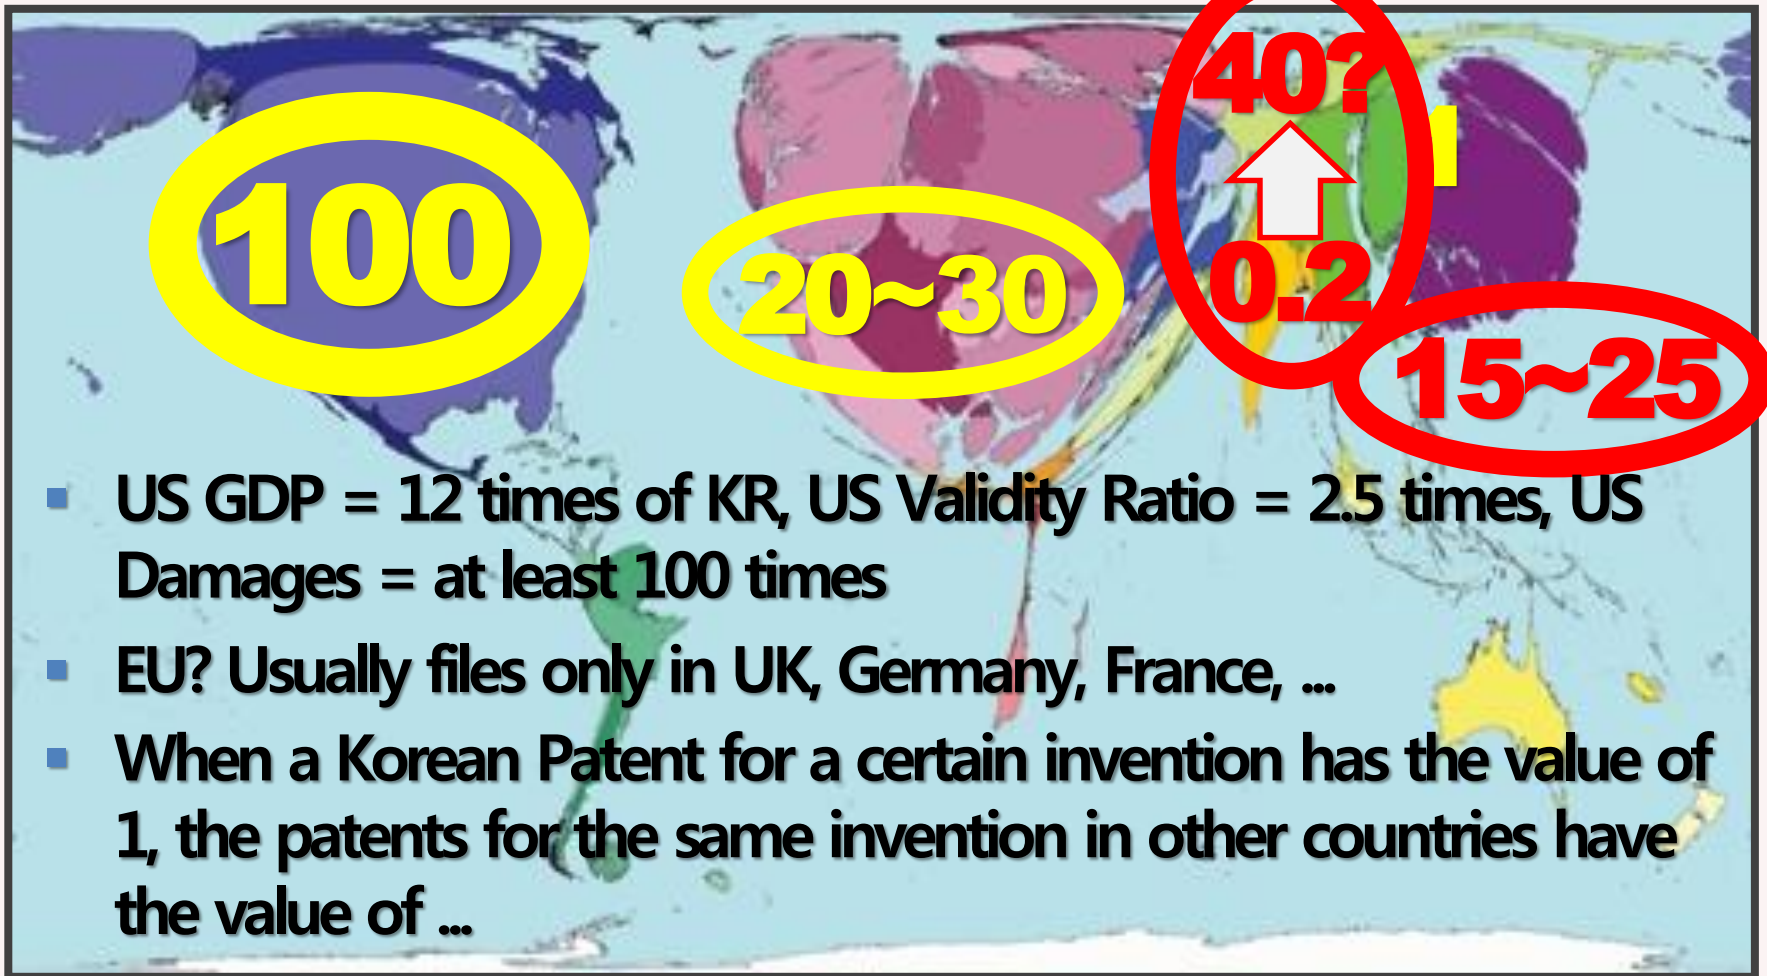 40?
1
100
20~30
0.2
15~25
US GDP = 12 times of KR, US Validity Ratio = 2.5 times, US
Damages = at least 100 times
EU? Usually files only in UK, Germany, France, ...
When a Korean Patent for a certain invention has the value of
1, the patents for the same invention in other countries have
the value of ...